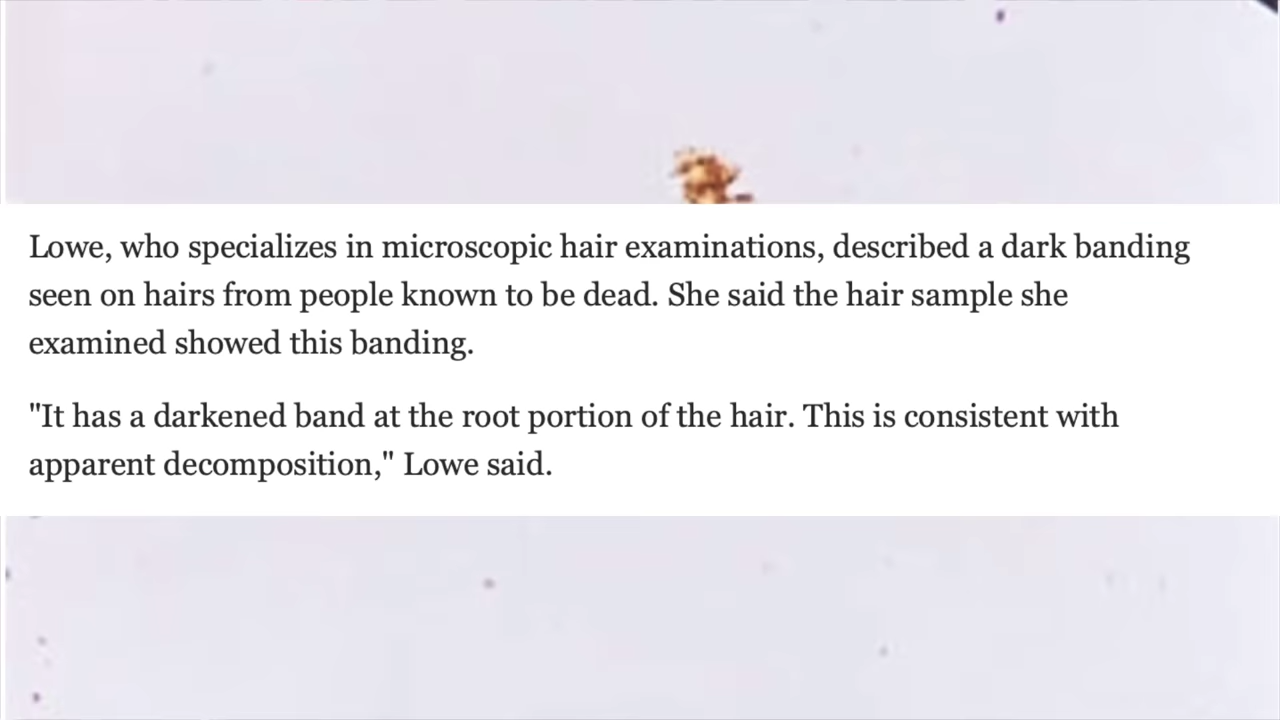 Lowe, who specializes in microscopic hair examinations, described a dark banding
seen on hairs from people known to be dead. She said the hair sample she
examined showed this banding.
"It has a darkened band at the root portion of the hair. This is consistent with
apparent decomposition," Lowe said.